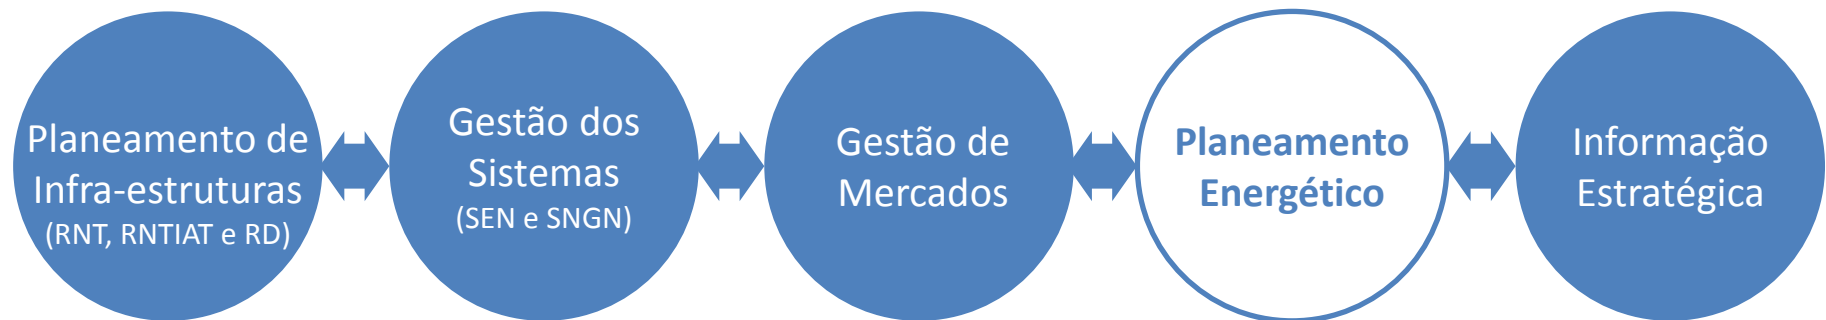 Planeamento de
Infra-estruturas
(RNT, RNTIAT e RD)
Gestão dos
Sistemas
(SEN e SNGN)
Gestão de
Mercados
Planeamento
Energético
Informação
Estratégica